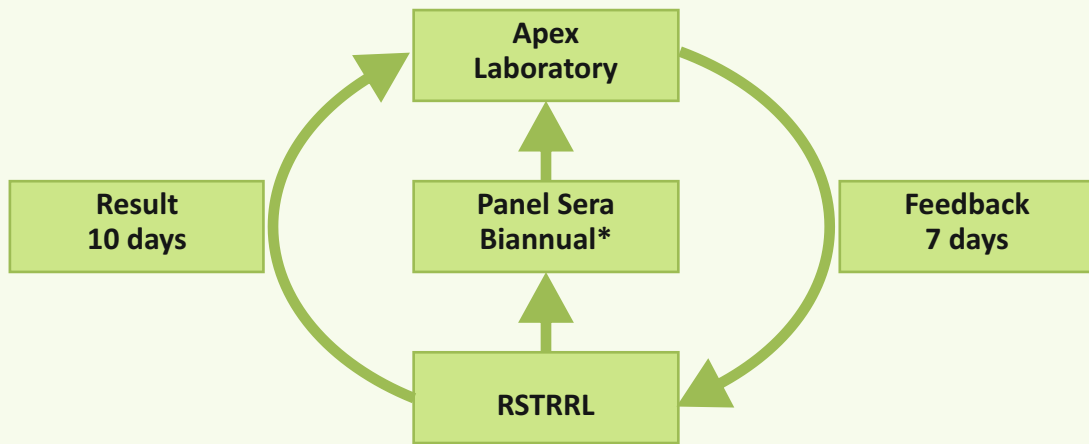 Apex
Laboratory
Result
10 days
Panel Sera
Biannual*
Feedback
7 days
RSTRRL